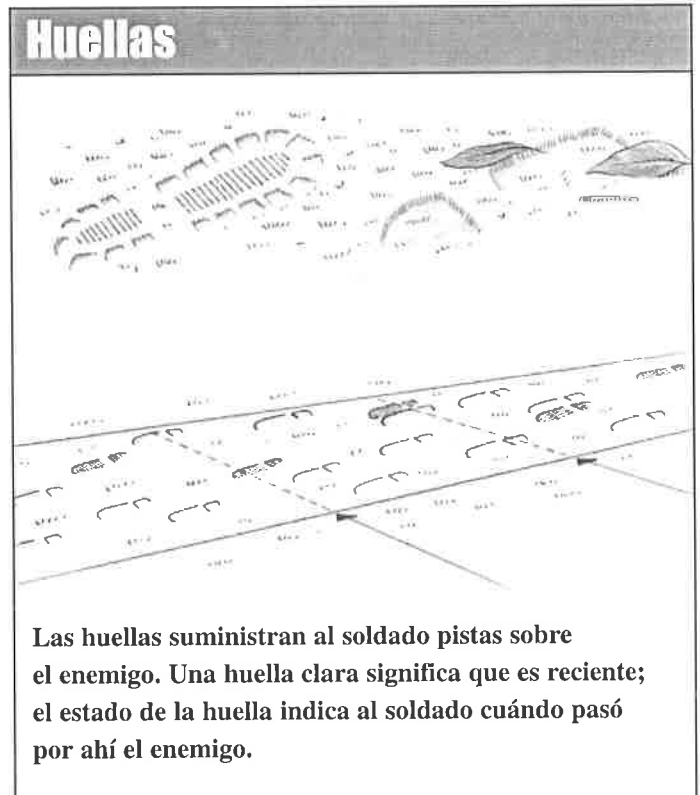 Huellas
Las huellas suministran al soldado pistas sobre
el enemigo. Una huella clara significa que es reciente;
el estado de la huella indica al soldado cuándo pasó
por ahí el enemigo.